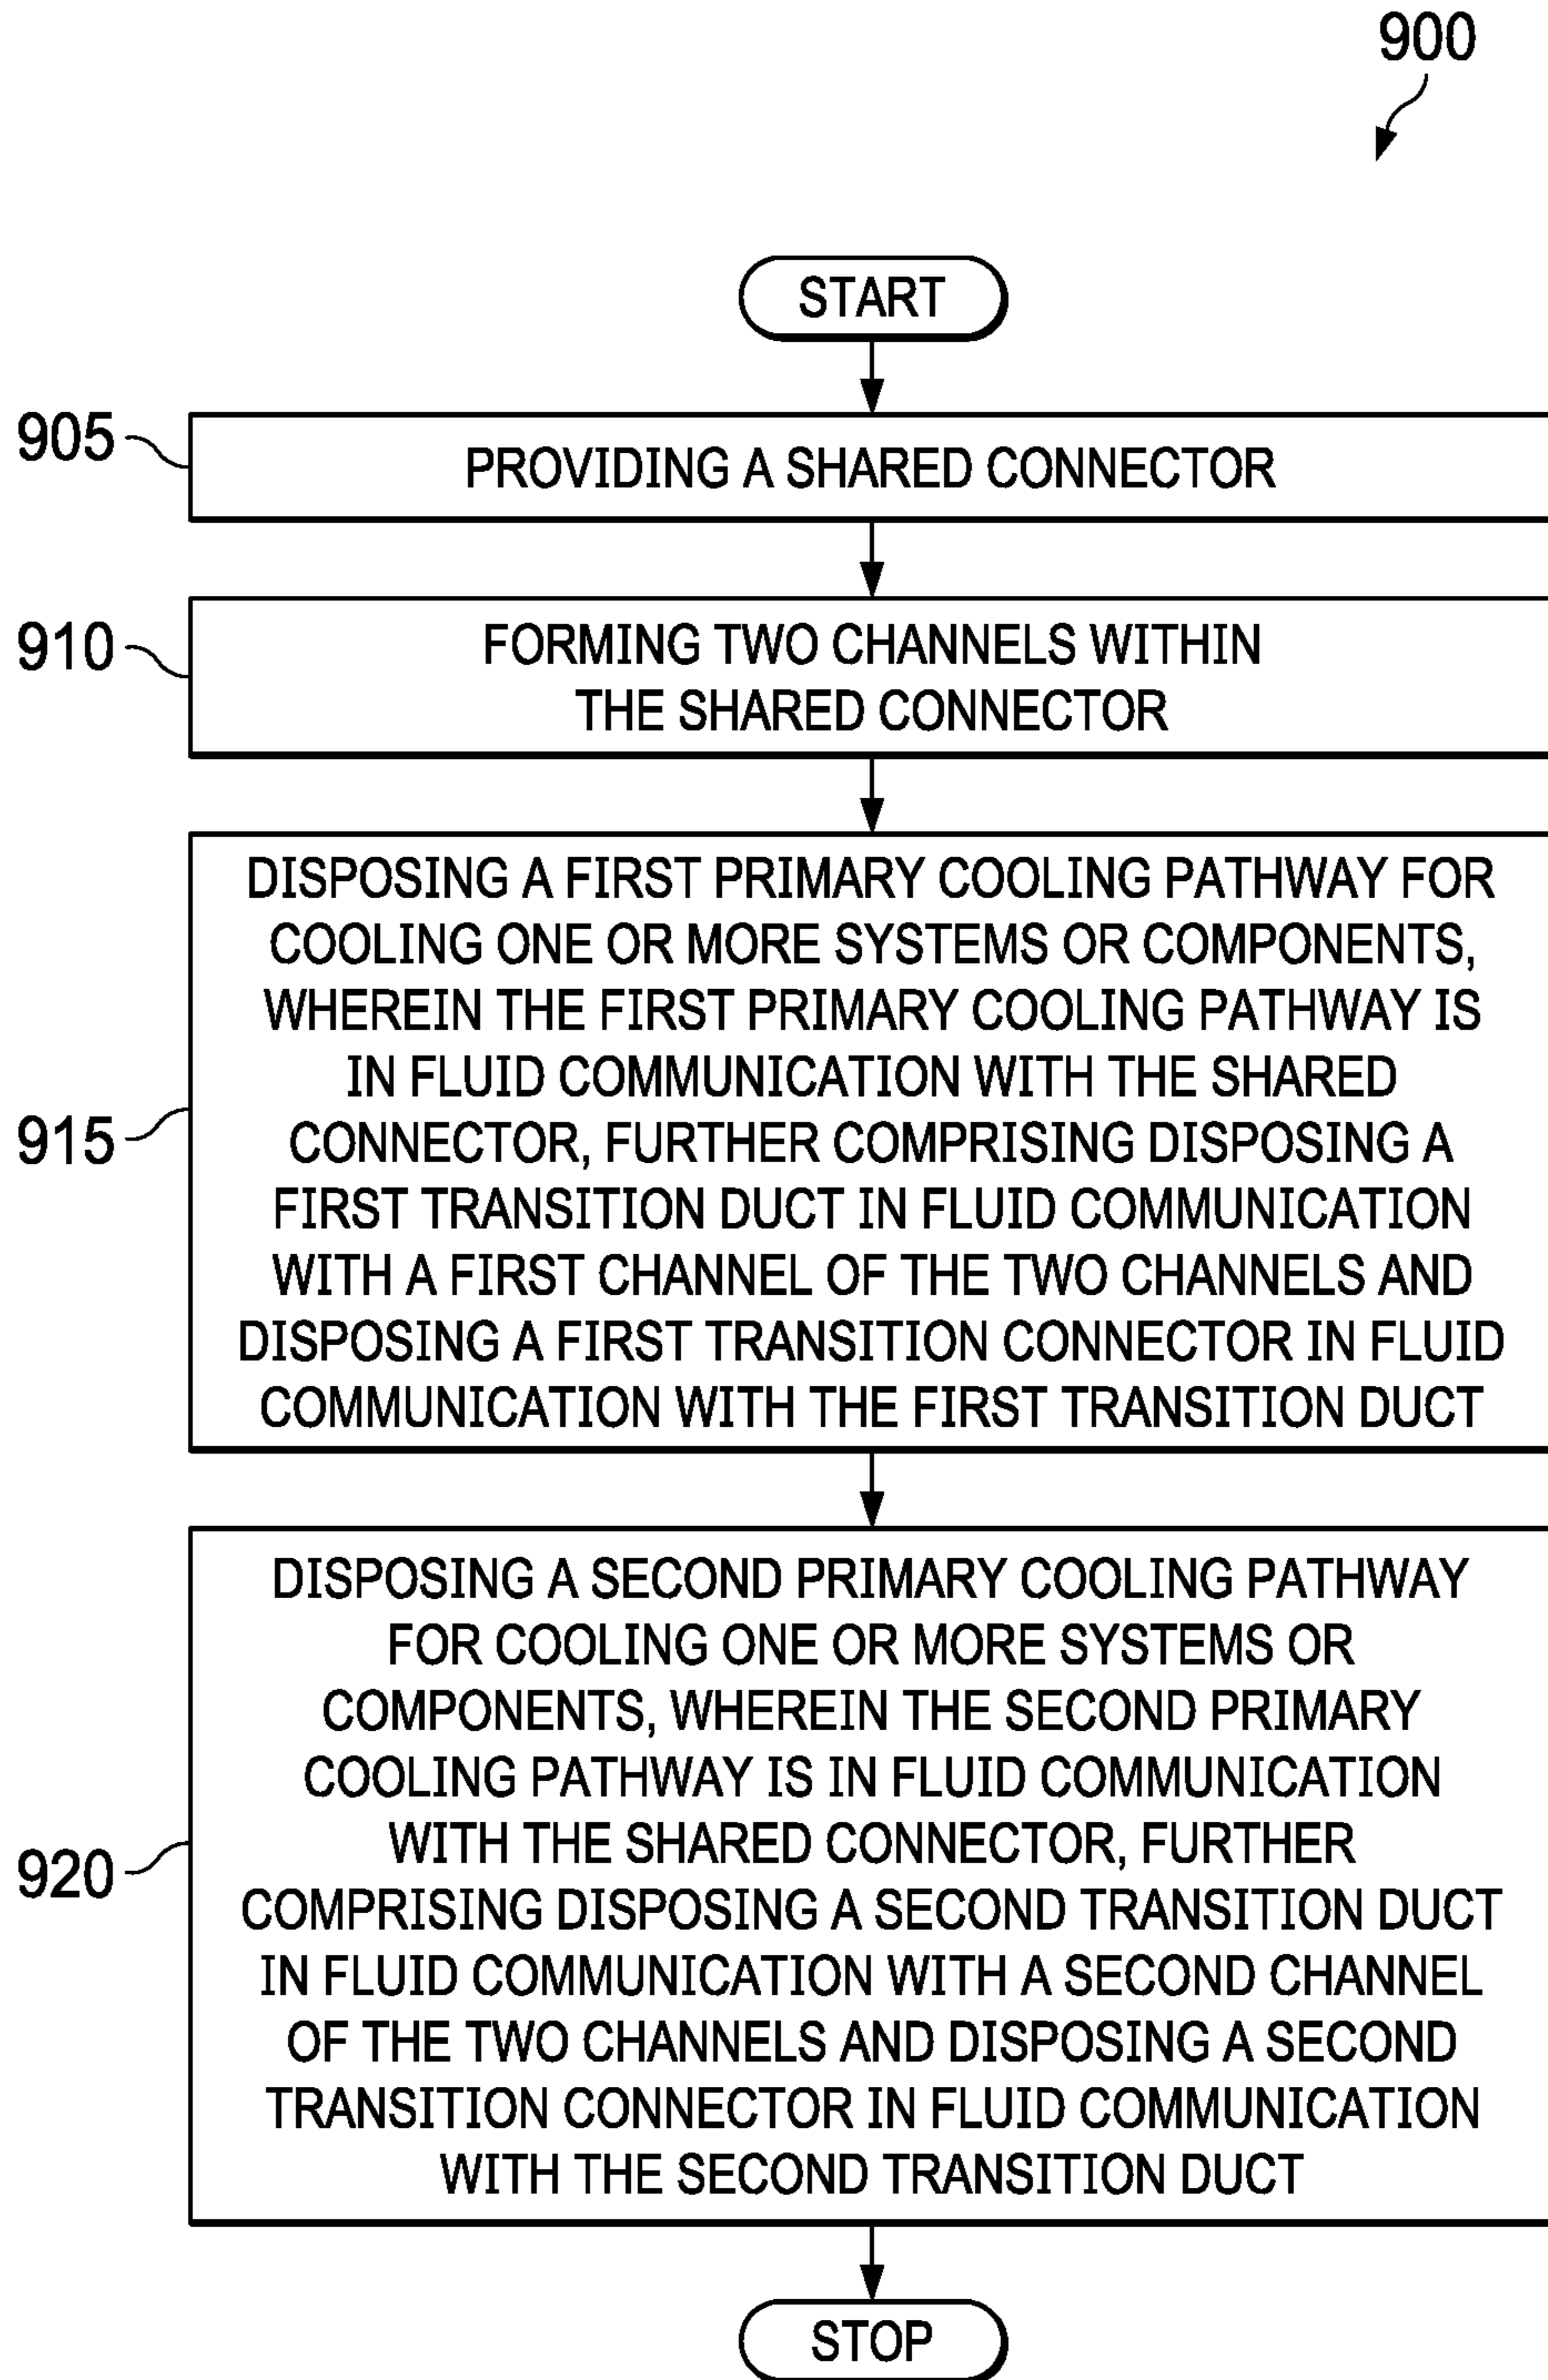 900
START
905
PROVIDING A SHARED CONNECTOR
910
FORMING TWO CHANNELS WITHIN
THE SHARED CONNECTOR
915
DISPOSING A FIRST PRIMARY COOLING PATHWAY FOR
COOLING ONE OR MORE SYSTEMS OR COMPONENTS,
WHEREIN THE FIRST PRIMARY COOLING PATHWAY IS
IN FLUID COMMUNICATION WITH THE SHARED
CONNECTOR, FURTHER COMPRISING DISPOSING A
FIRST TRANSITION DUCT IN FLUID COMMUNICATION
WITH A FIRST CHANNEL OF THE TWO CHANNELS AND
DISPOSING A FIRST TRANSITION CONNECTOR IN FLUID
COMMUNICATION WITH THE FIRST TRANSITION DUCT
920
DISPOSING A SECOND PRIMARY COOLING PATHWAY
FOR COOLING ONE OR MORE SYSTEMS OR
COMPONENTS, WHEREIN THE SECOND PRIMARY
COOLING PATHWAY IS IN FLUID COMMUNICATION
WITH THE SHARED CONNECTOR, FURTHER
COMPRISING DISPOSING A SECOND TRANSITION DUCT
IN FLUID COMMUNICATION WITH A SECOND CHANNEL
OF THE TWO CHANNELS AND DISPOSING A SECOND
TRANSITION CONNECTOR IN FLUID COMMUNICATION
WITH THE SECOND TRANSITION DUCT
STOP